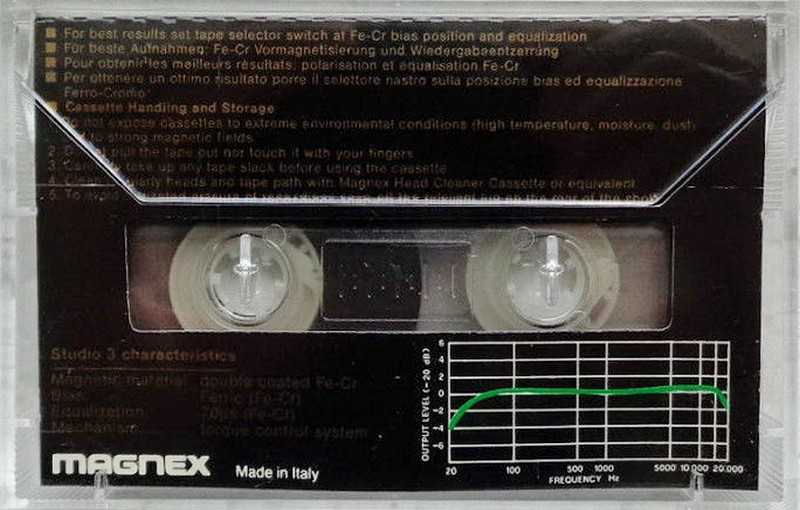 ■ For best results set tape selector switch at Fe-Cr bias position and equalization
■ Für beste Aufnahmen: Fe-Cr Vormagnetisierung und Wiedergabeentzerrung
■ Pour obtenir les meilleurs résultats: polarisation et equalisation Fe-Cr
■ Per ottenere un ottimo risultato porre il selettore nastro sulla posizione bias ed equalizzazione
Ferro-Cromo
■ Cassette Handling and Storage
Do not expose cassettes to extreme environmental conditions (high temperature, moisture, dust)
to strong magnetic fields
2. pull the tape out nor touch it with your fingers
3. take up any tape slack before using the cassette
4. heads and tape path with Magnex Head Cleaner Cassette or equivalent
5. To avoid
Studio 3 characteristics
Magnetic material double coated Fe-Cr
Bias Ferric (Fe-Cr)
Equalization 70µs (Fe-Cr)
Mechanism torque control system
MAGNEX
Made in Italy
OUTPUT LEVEL (-20 dB)
6
4
2
0
-2
-4
-6
20 100 500 1000 5000 10.000 20.000
FREQUENCY Hz